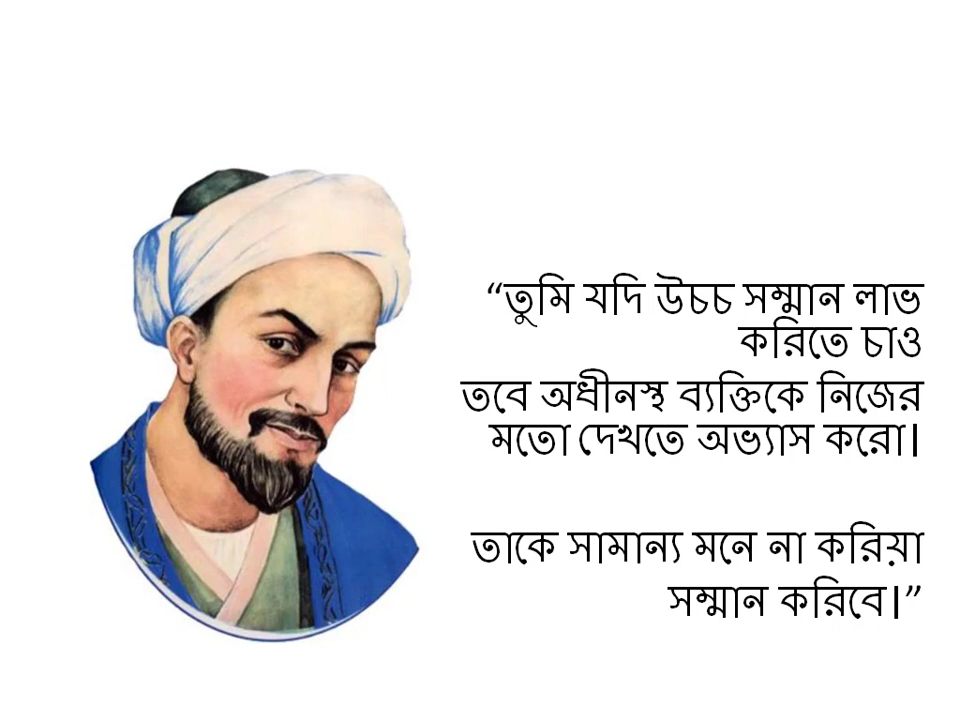 “তুমি যদি উচচ সম্মান লাভ
করিতে চাও
তবে অধীনস্থ ব্যক্তিকে নিজের
মতো দেখতে অভ্যাস করো।
তাকে সামান্য মনে না করিয়া
সম্মান করিবে।”